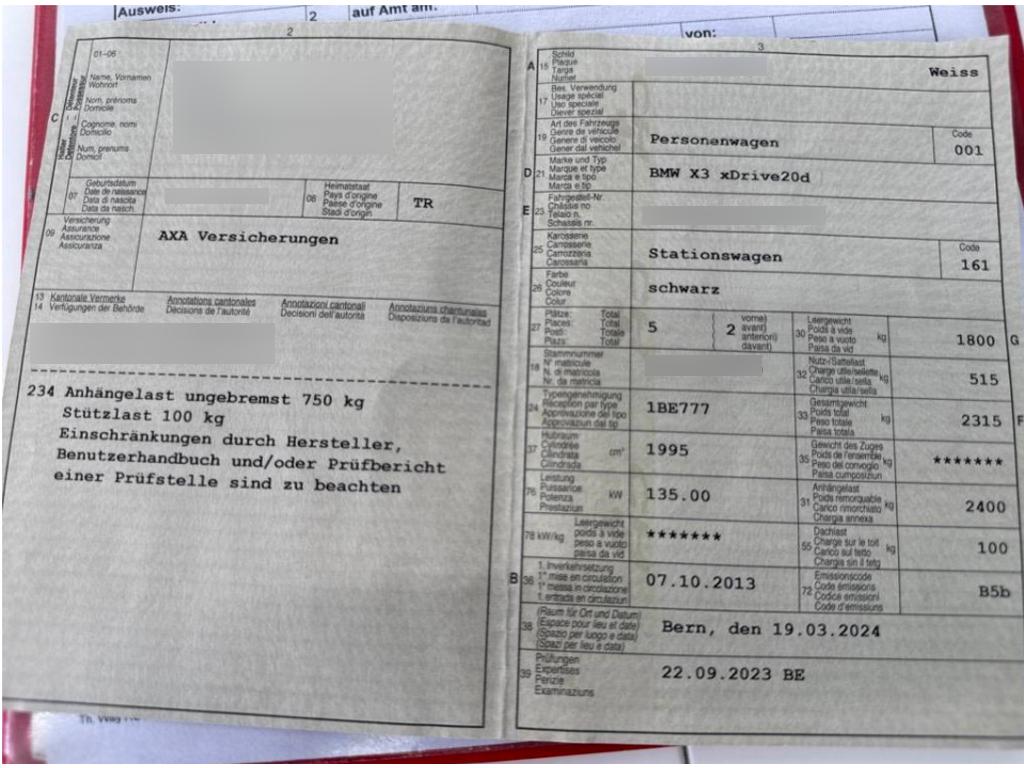 Ausweis:
2
auf Amt am:
von:
2
01-06
C
Halter
Détenteur
Detentore
Possessur
Name, Vornamen
Wohnort
Nom, prénoms
Domicile
Cognome, nomi
Domicilio
Num, prenums
Domicil
07
Geburtsdatum
Date de naissance
Data di nascita
Data da nasch.
08
Heimatstaat
Pays d'origine
Paese d'origine
Stadi d'origin
TR
09
Versicherung
Assurance
Assicurazione
Assicuranza
AXA Versicherungen
13 Kantonale Vermerke
14 Verfügungen der Behörde
Annotations cantonales
Décisions de l'autorité
Annotazioni cantonali
Decisioni dell'autorità
Annotaziuns chantunalas
Disposiziuns da l'autoritad
234 Anhängelast ungebremst 750 kg
Stützlast 100 kg
Einschränkungen durch Hersteller,
Benutzerhandbuch und/oder Prüfbericht
einer Prüfstelle sind zu beachten
3
A 15
Schild
Plaque
Targa
Numer
Weiss
17
Bes. Verwendung
Usage spécial
Uso speciale
Diever spezial
19
Art des Fahrzeugs
Genre de véhicule
Genere di veicolo
Gener dal vehichel
Personenwagen
Code
001
D 21
Marke und Typ
Marque et type
Marca e tipo
Marca e tip
BMW X3 xDrive20d
E 23
Fahrgestell-Nr.
Châssis no
Telaio n.
Schassis nr.
25
Karosserie
Carrosserie
Carrozzeria
Carossaria
Stationswagen
Code
161
26
Farbe
Couleur
Colore
Colur
schwarz
27
Plätze: Total
Places: Total
Posti: Totale
Plazs: Total
5
2
vorne)
avant)
anteriori)
davant)
30
Leergewicht
Poids à vide
Peso a vuoto
Paisa da vid
kg
1800
G
18
Stammnummer
N° matricule
N. di matricola
Nr. da matricla
32
Nutz-/Sattellast
Charge utile/sellette
Carico utile/sella
Chargia utila/sella
kg
515
24
Typengenehmigung
Réception par type
Approvazione del tipo
Approvaziun dal tip
1BE777
33
Gesamtgewicht
Poids total
Peso totale
Paisa totala
kg
2315
F
37
Hubraum
Cylindrée
Cilindrata
Cilindrada
cm³
1995
35
Gewicht des Zuges
Poids de l'ensemble
Peso del convoglio
Paisa cumposiziun
kg
*******
76
Leistung
Puissance
Potenza
Prestaziun
kW
135.00
31
Anhängelast
Poids remorquable
Carico rimorchiato
Chargia annexa
kg
2400
78 kW/kg
Leergewicht
poids à vide
peso a vuoto
paisa da vid
*******
55
Dachlast
Charge sur le toit
Carico sul tetto
Chargia sin il tetg
kg
100
B 36
1. Inverkehrsetzung
1re mise en circulation
1a messa in circolazione
1. entrada en circulaziun
07.10.2013
72
Emissionscode
Code émissions
Codice emissioni
Code d'emissiuns
B5b
38
(Raum für Ort und Datum)
(Espace pour lieu et date)
(Spazio per luogo e data)
(Spazi per lieu e data)
Bern, den 19.03.2024
39
Prüfungen
Expertises
Perizie
Examinaziuns
22.09.2023 BE